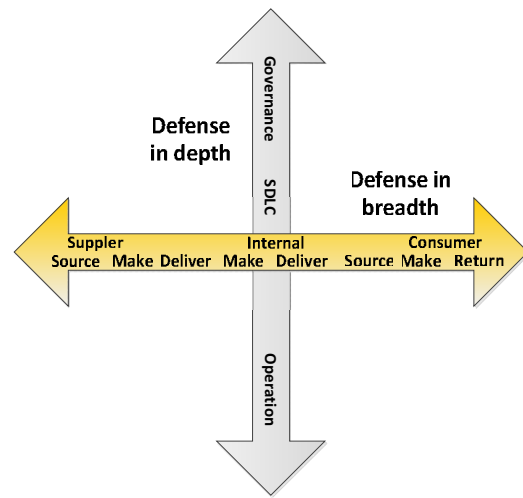 Governance
Defense
in depth
SDLC
Defense in
breadth
Suppler Internal Consumer
Source Make Deliver Make Deliver Source Make Return
Operation